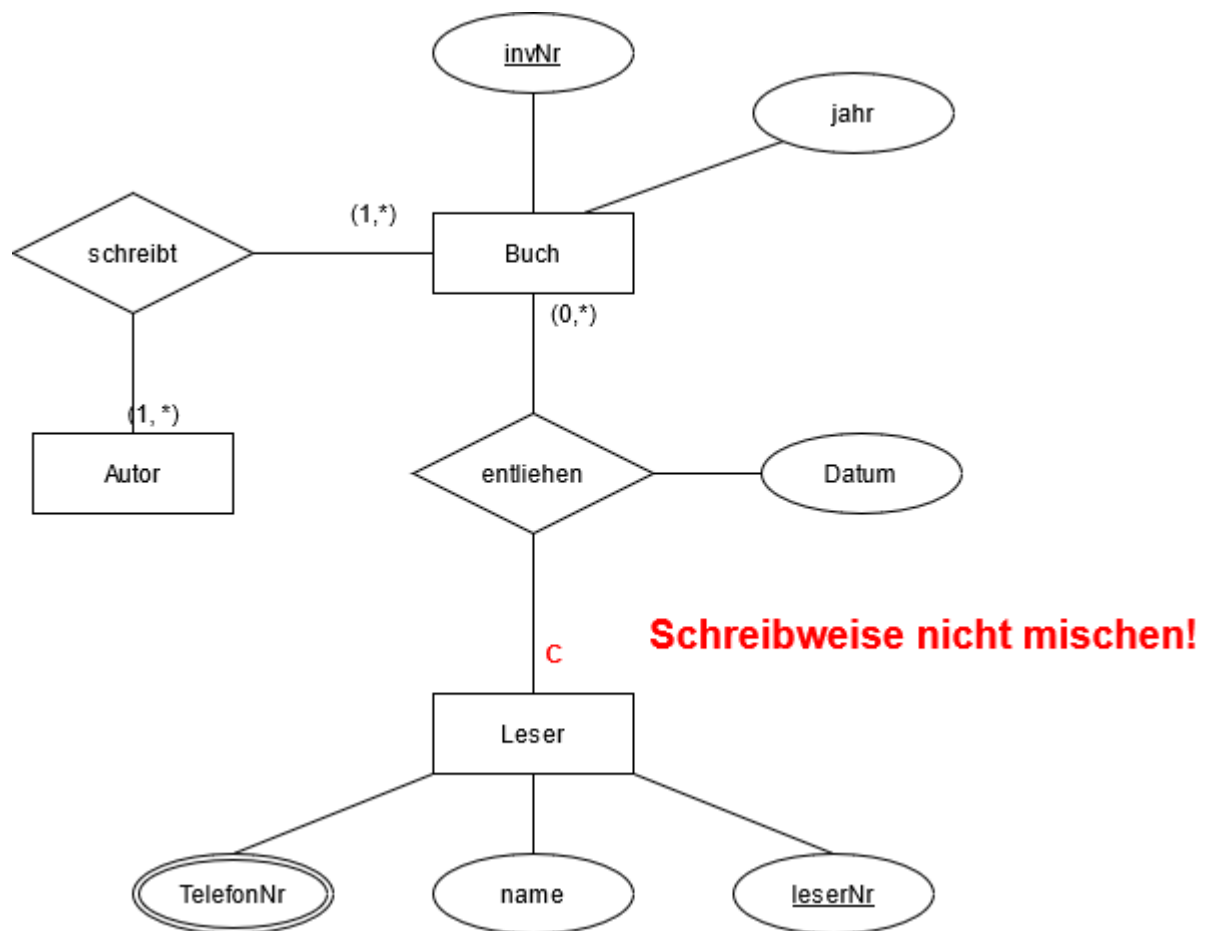 invNr
jahr
(1,*)
schreibt
Buch
(0,*)
(1, *)
Autor
entliehen
Datum
Schreibweise nicht mischen!
C
Leser
TelefonNr
name
leserNr